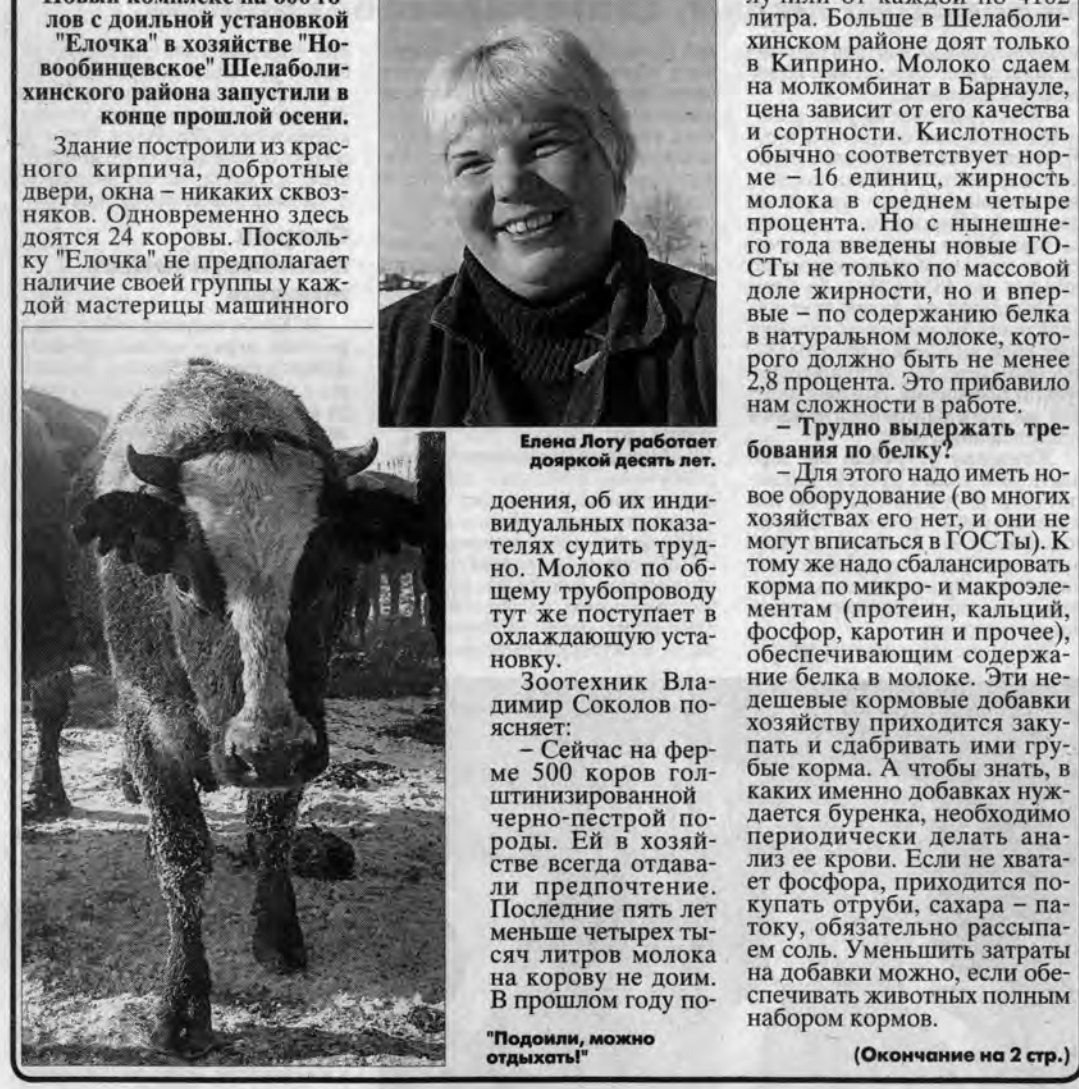 Новый комплекс на 600 го-
лов с доильной установкой
"Елочка" в хозяйстве "Но-
вообинцевское" Шелаболи-
хинского района запустили в
конце прошлой осени.
Здание построили из крас-
ного кирпича, добротные
двери, окна – никаких сквоз-
няков. Одновременно здесь
доятся 24 коровы. Посколь-
ку "Елочка" не предполагает
наличие своей группы у каж-
дой мастерицы машинного
Елена Лоту работает
дояркой десять лет.
доения, об их инди-
видуальных показа-
телях судить труд-
но. Молоко по об-
щему трубопроводу
тут же поступает в
охлаждающую уста-
новку.
Зоотехник Вла-
димир Соколов по-
ясняет:
– Сейчас на фер-
ме 500 коров гол-
штинизированной
черно-пестрой по-
роды. Ей в хозяй-
стве всегда отдава-
ли предпочтение.
Последние пять лет
меньше четырех ты-
сяч литров молока
на корову не доим.
В прошлом году по-
"Подоили, можно
отдыхать!"
лучили от каждой по 4102
литра. Больше в Шелаболи-
хинском районе доят только
в Киприно. Молоко сдаем
на молкомбинат в Барнауле,
цена зависит от его качества
и сортности. Кислотность
обычно соответствует нор-
ме – 16 единиц, жирность
молока в среднем четыре
процента. Но с нынешне-
го года введены новые ГО-
СТы не только по массовой
доле жирности, но и впер-
вые – по содержанию белка
в натуральном молоке, кото-
рого должно быть не менее
2,8 процента. Это прибавило
нам сложности в работе.
– Трудно выдержать тре-
бования по белку?
– Для этого надо иметь но-
вое оборудование (во многих
хозяйствах его нет, и они не
могут вписаться в ГОСТы). К
тому же надо сбалансировать
корма по микро- и макроэле-
ментам (протеин, кальций,
фосфор, каротин и прочее),
обеспечивающим содержа-
ние белка в молоке. Эти не-
дешевые кормовые добавки
хозяйству приходится заку-
пать и сдабривать ими гру-
бые корма. А чтобы знать, в
каких именно добавках нуж-
дается буренка, необходимо
периодически делать ана-
лиз ее крови. Если не хвата-
ет фосфора, приходится по-
купать отруби, сахара – па-
току, обязательно рассыпа-
ем соль. Уменьшить затраты
на добавки можно, если обе-
спечивать животных полным
набором кормов.
(Окончание на 2 стр.)